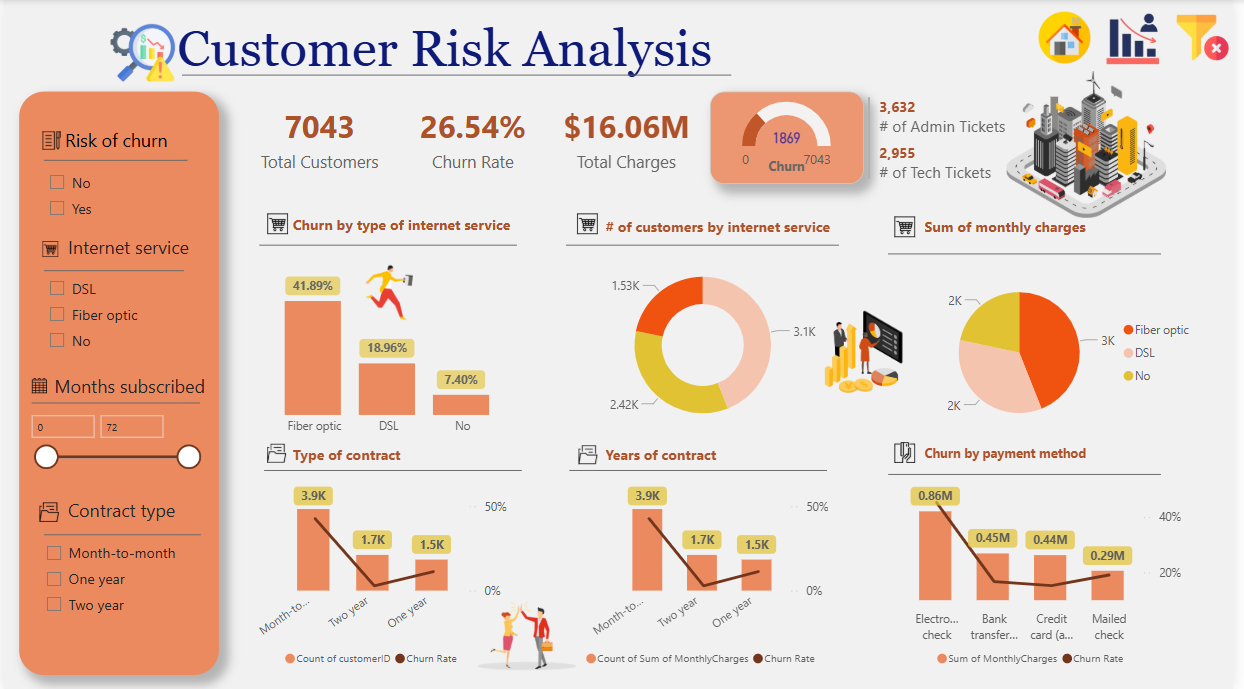 Customer Risk Analysis
Risk of churn
No
Yes
Internet service
DSL
Fiber optic
No
Months subscribed
0
72
Contract type
Month-to-month
One year
Two year
7043
Total Customers
26.54%
Churn Rate
$16.06M
Total Charges
1869
0
7043
Churn
3,632
# of Admin Tickets
2,955
# of Tech Tickets
Churn by type of internet service
41.89%
18.96%
7.40%
Fiber optic
DSL
No
# of customers by internet service
1.53K
3.1K
2.42K
Sum of monthly charges
2K
3K
2K
Fiber optic
DSL
No
Type of contract
3.9K
1.7K
1.5K
50%
0%
Month-to...
Two year
One year
Count of customerID
Churn Rate
Years of contract
3.9K
1.7K
1.5K
50%
0%
Month-to...
Two year
One year
Count of Sum of MonthlyCharges
Churn Rate
Churn by payment method
0.86M
0.45M
0.44M
0.29M
40%
20%
Electro...
check
Bank
transfer...
Credit
card (a...
Mailed
check
Sum of MonthlyCharges
Churn Rate